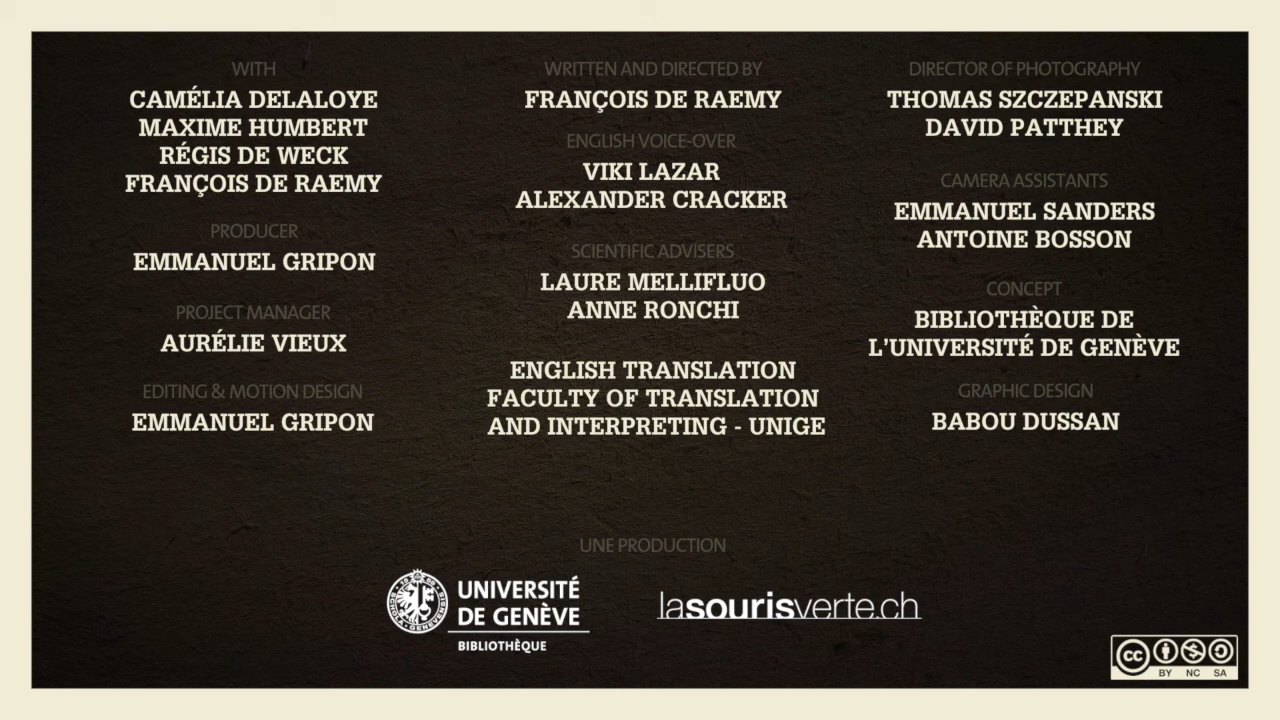 WITH
CAMÉLIA DELALOYE
MAXIME HUMBERT
RÉGIS DE WECK
FRANÇOIS DE RAEMY
PRODUCER
EMMANUEL GRIPON
PROJECT MANAGER
AURÉLIE VIEUX
EDITING & MOTION DESIGN
EMMANUEL GRIPON
WRITTEN AND DIRECTED BY
FRANÇOIS DE RAEMY
ENGLISH VOICE-OVER
VIKI LAZAR
ALEXANDER CRACKER
SCIENTIFIC ADVISERS
LAURE MELLIFLUO
ANNE RONCHI
ENGLISH TRANSLATION
FACULTY OF TRANSLATION
AND INTERPRETING - UNIGE
DIRECTOR OF PHOTOGRAPHY
THOMAS SZCZEPANSKI
DAVID PATTHEY
CAMERA ASSISTANTS
EMMANUEL SANDERS
ANTOINE BOSSON
CONCEPT
BIBLIOTHÈQUE DE
L'UNIVERSITÉ DE GENÈVE
GRAPHIC DESIGN
BABOU DUSSAN
UNE PRODUCTION
SCHOLA GENEVENSIS
1559
UNIVERSITÉ
DE GENÈVE
BIBLIOTHÈQUE
lasourisverte.ch
cc
BY NC SA